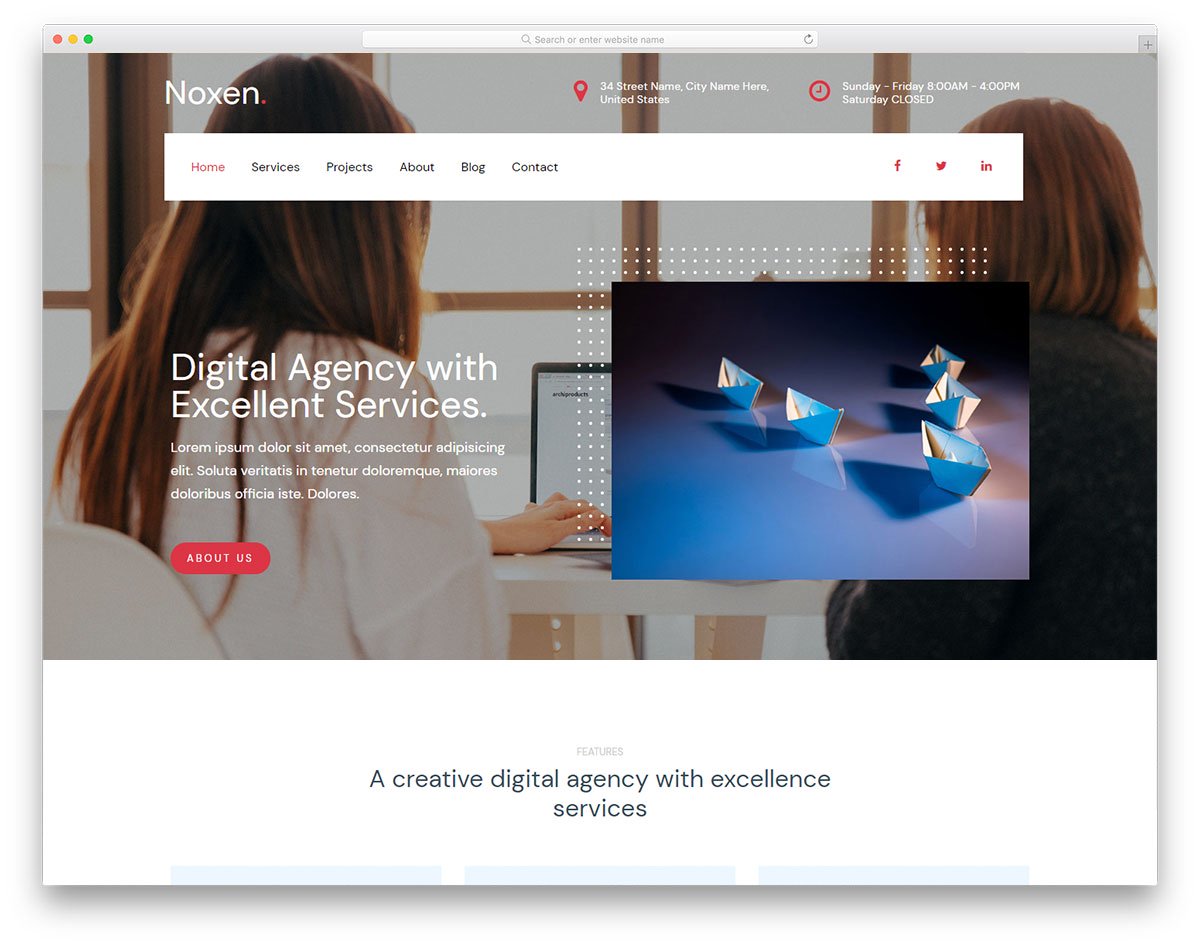 Search or enter website name
Noxen.
34 Street Name, City Name Here,
United States
Sunday - Friday 8:00AM - 4:00PM
Saturday CLOSED
Home
Services
Projects
About
Blog
Contact
Digital Agency with
Excellent Services.
Lorem ipsum dolor sit amet, consectetur adipisicing
elit. Soluta veritatis in tenetur doloremque, maiores
doloribus officia iste. Dolores.
archiproducts
ABOUT US
FEATURES
A creative digital agency with excellence
services